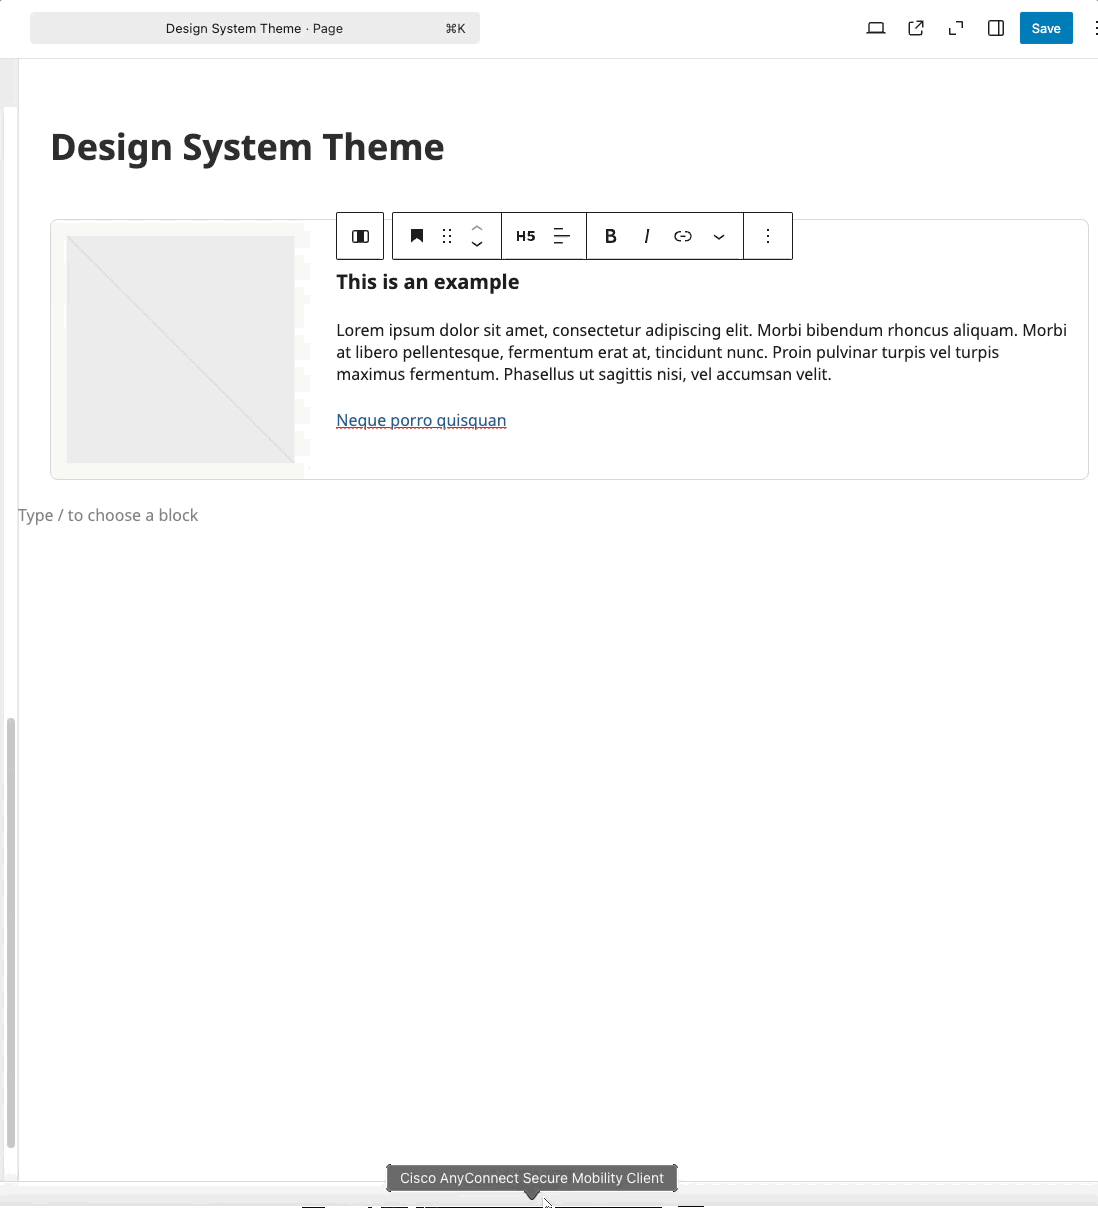 Design System Theme · Page ⌘K
Save
Design System Theme
H5 B I
This is an example
Lorem ipsum dolor sit amet, consectetur adipiscing elit. Morbi bibendum rhoncus aliquam. Morbi
at libero pellentesque, fermentum erat at, tincidunt nunc. Proin pulvinar turpis vel turpis
maximus fermentum. Phasellus ut sagittis nisi, vel accumsan velit.
Neque porro quisquan
Type / to choose a block
Cisco AnyConnect Secure Mobility Client